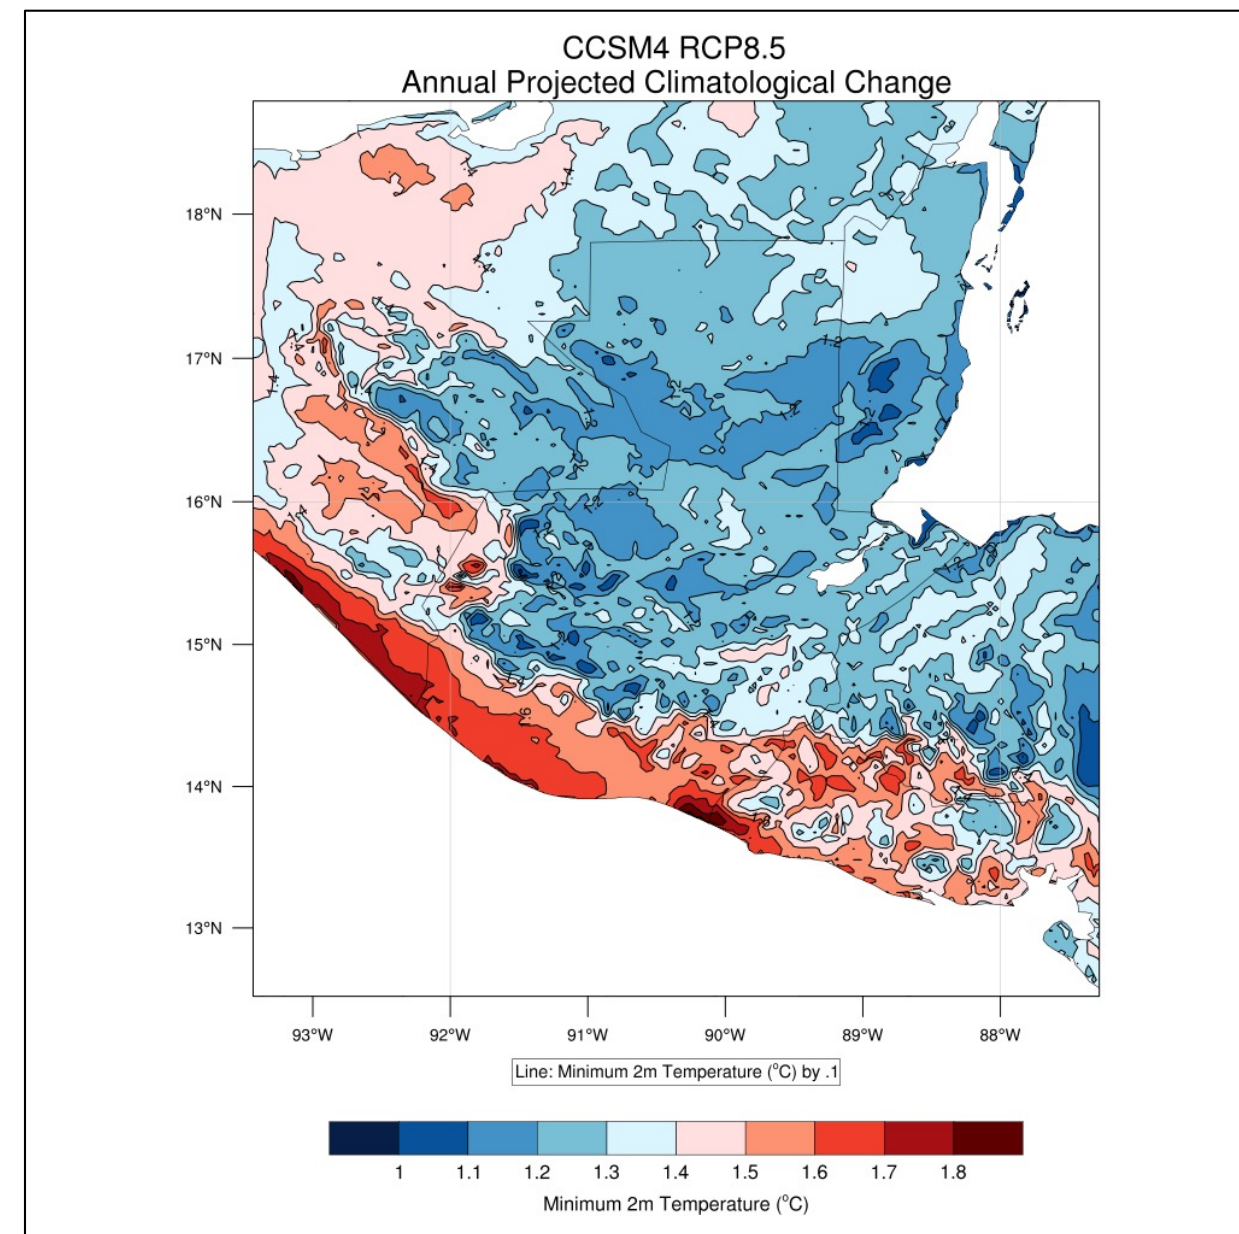 CCSM4 RCP8.5
Annual Projected Climatological Change
18°N
17°N
16°N
15°N
14°N
13°N
93°W 92°W 91°W 90°W 89°W 88°W
Line: Minimum 2m Temperature (°C) by .1
1 1.1 1.2 1.3 1.4 1.5 1.6 1.7 1.8
Minimum 2m Temperature (°C)